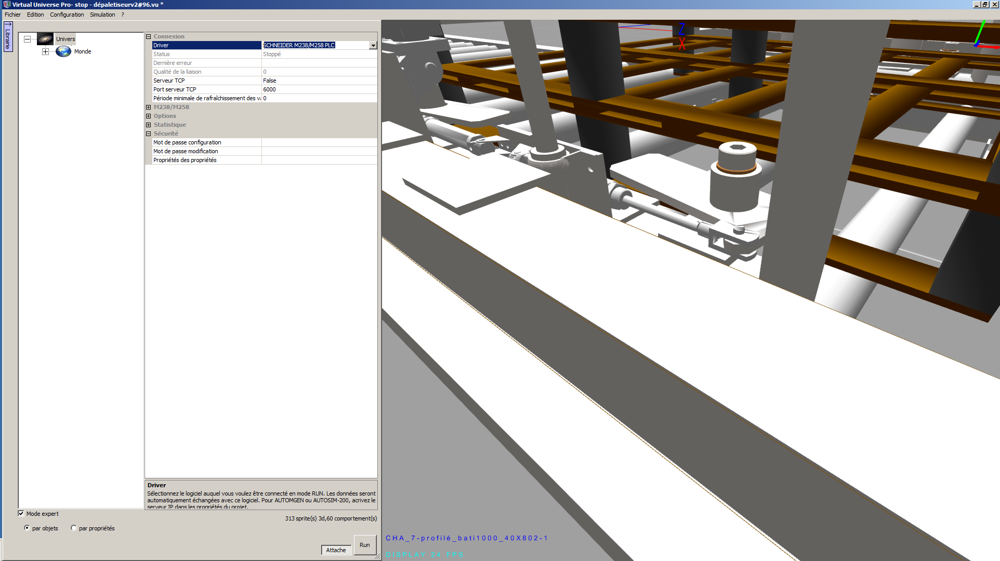 Virtual Universe Pro- stop - dépaletiseurv2#96.vu *
Fichier Edition Configuration Simulation ?
Librairie
Univers
Monde
Connexion
Driver SCHNEIDER M238/M258 PLC
Status Stoppé
Dernière erreur
Qualité de la liaison 0
Serveur TCP False
Port serveur TCP 6000
Période minimale de rafraîchissement des va 0
M238/M258
Options
Statistique
Sécurité
Mot de passe configuration
Mot de passe modification
Propriétés des propriétés
Z
X
Driver
Sélectionnez le logiciel auquel vous voulez être connecté en mode RUN. Les données seront
automatiquement échangées avec ce logiciel. Pour AUTOMGEN ou AUTOSIM-200, acrivez le
serveur IP dans les propriétés du projet.
Mode expert
313 sprite(s) 3d,60 comportement(s)
par objets par propriétés
Attache Run
CHA_7-profilé_bati1000_40X802-1
DISPLAY 24 FPS